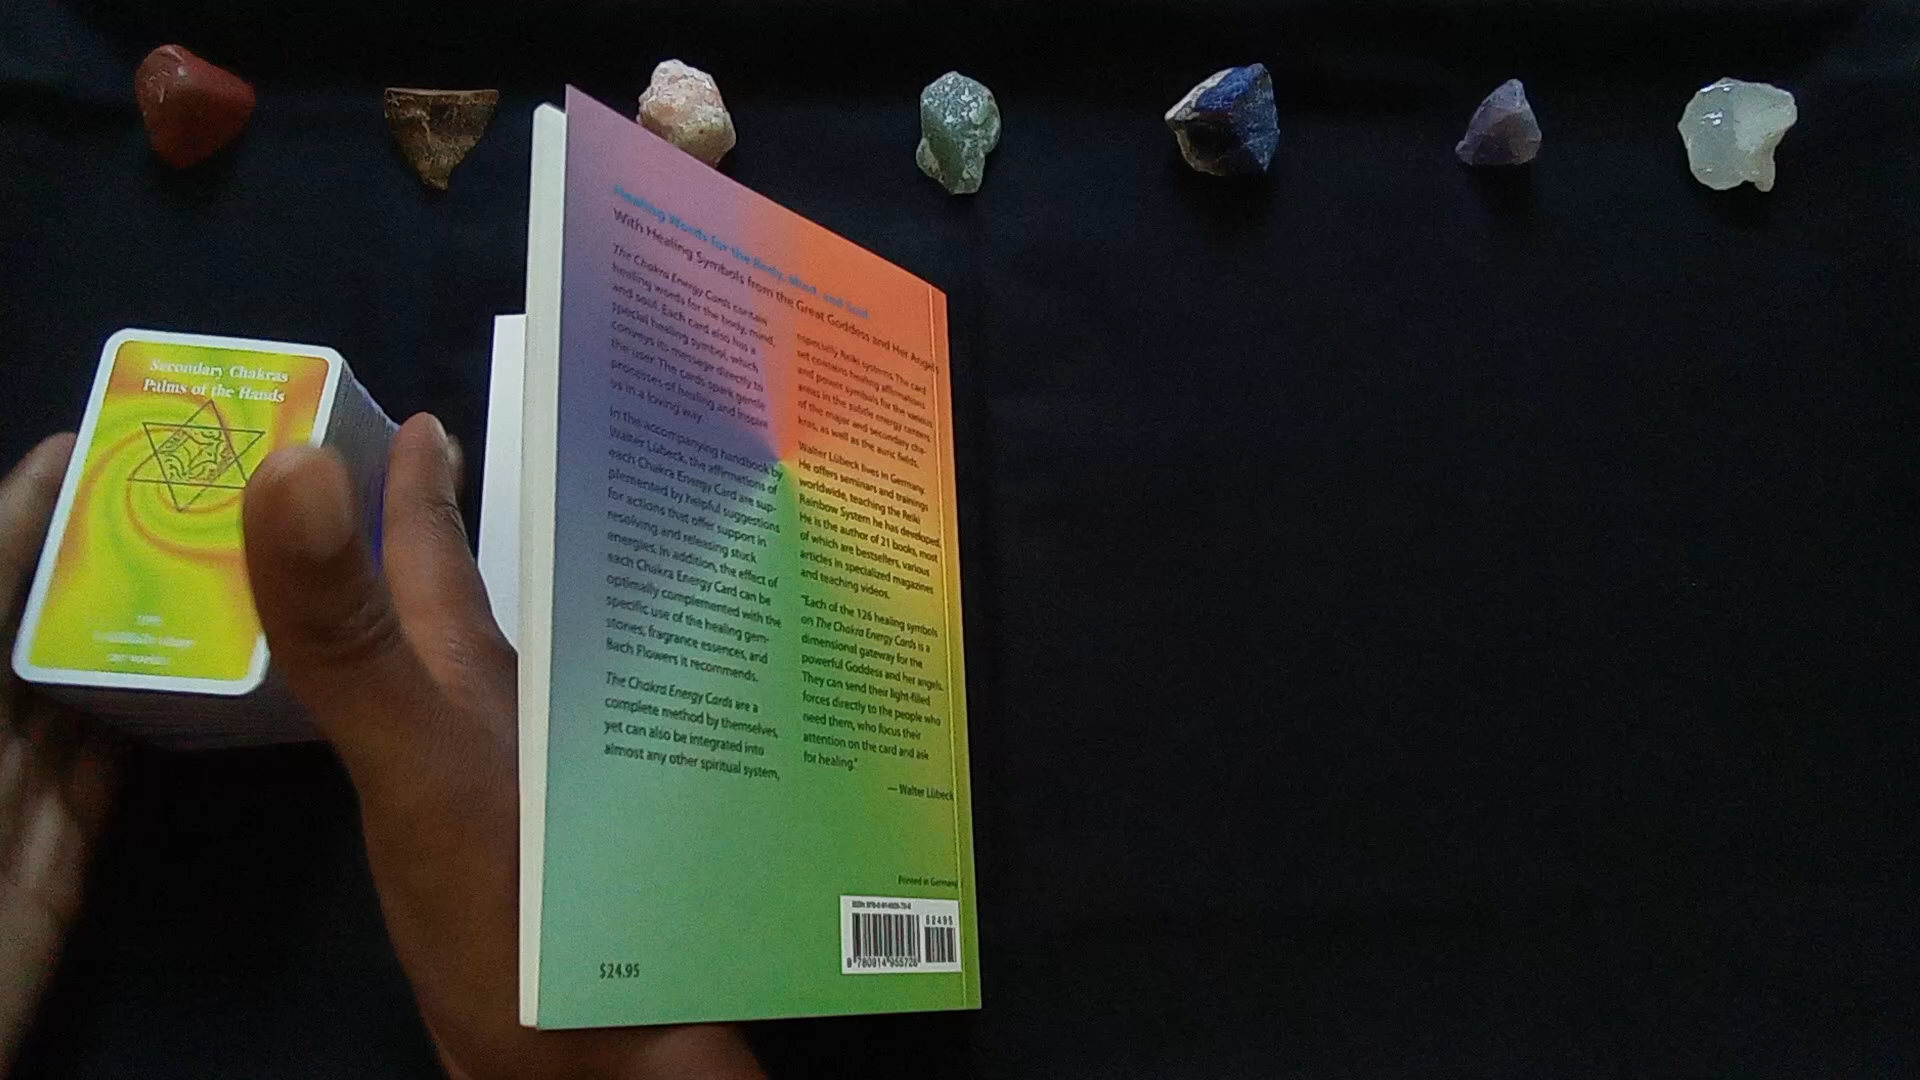 Secondary Chakras
Palms of the Hands
Healing Words for the Body, Mind, and Soul
With Healing Symbols from the Great Goddess and Her Angels
The Chakra Energy Cards contain
healing words for the body, mind,
and soul. Each card also has a
special healing symbol, which
conveys its message directly to
the user. The cards spark gentle
processes of healing and inspire
us in a loving way.
In the accompanying handbook by
Walter Lübeck, the affirmations of
each Chakra Energy Card are sup-
plemented by helpful suggestions
for actions that offer support in
resolving and releasing stuck
energies. In addition, the effect of
each Chakra Energy Card can be
optimally complemented with the
specific use of the healing gem-
stones, fragrance essences, and
Bach Flowers it recommends.
The Chakra Energy Cards are a
complete method by themselves,
yet can also be integrated into
almost any other spiritual system,
especially Reiki systems. The card
set contains healing affirmations
and power symbols for the various
areas in the subtle energy centers
of the major and secondary cha-
kras, as well as the auric fields.
Walter Lübeck lives in Germany.
He offers seminars and trainings
worldwide, teaching the Reiki
Rainbow System he has developed.
He is the author of 21 books, most
of which are bestsellers, various
articles in specialized magazines
and teaching videos.
"Each of the 126 healing symbols
on The Chakra Energy Cards is a
dimensional gateway for the
powerful Goddess and her angels.
They can send their light-filled
forces directly to the people who
need them, who focus their
attention on the card and ask
for healing."
— Walter Lübeck
Printed in Germany
52495
9 780914 955728
$24.95